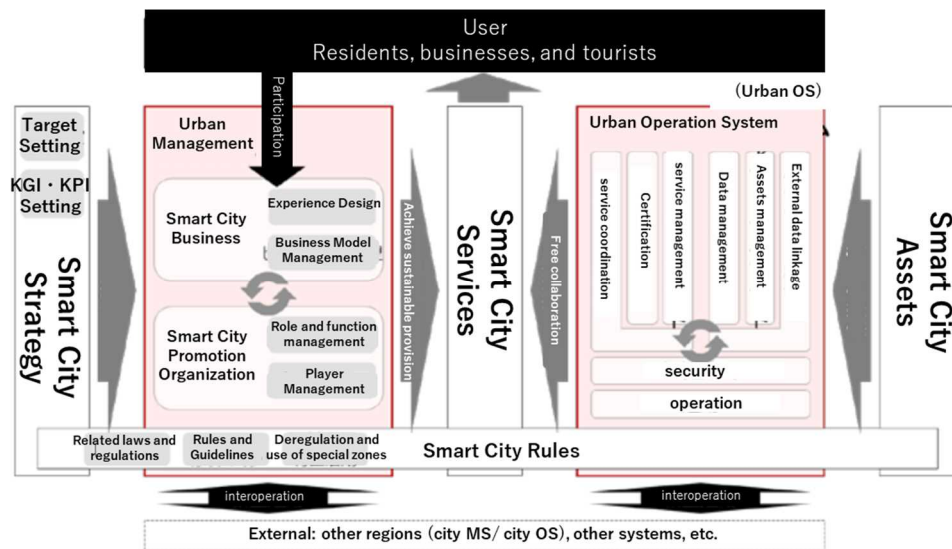 User
Residents, businesses, and tourists
Participation
(Urban OS)
Target
Setting
KGI・KPI
Setting
Smart City
Strategy
Urban
Management
Smart City
Business
Experience Design
Business Model
Management
Smart City
Promotion
Organization
Role and function
management
Player
Management
Achieve sustainable provision
Smart City
Services
Free collaboration
Urban Operation System
service coordination
Certification
service management
Data management
Assets management
External data linkage
security
operation
Smart City
Assets
Related laws and
regulations
Rules and
Guidelines
Deregulation and
use of special zones
Smart City Rules
interoperation
interoperation
External: other regions (city MS/ city OS), other systems, etc.